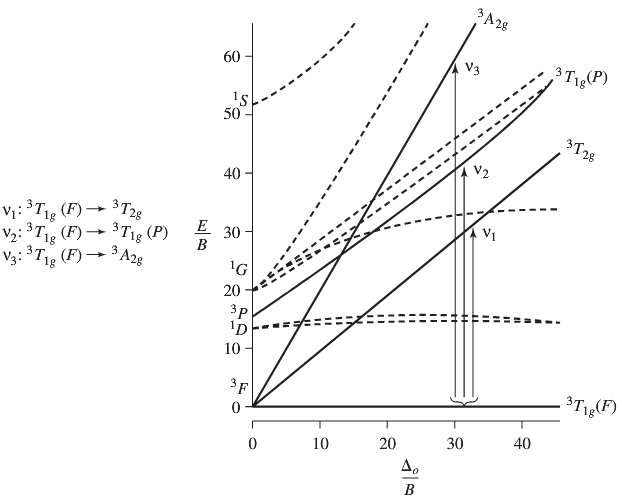 ³A₂g
60
ν₃
³T₁g(P)
¹S
50
³T₂g
40
ν₂
ν₁: ³T₁g (F) → ³T₂g
ν₂: ³T₁g (F) → ³T₁g (P)
ν₃: ³T₁g (F) → ³A₂g
E
B
30
ν₁
¹G
20
³P
¹D
10
³F
0
³T₁g(F)
0 10 20 30 40
Δₒ
B